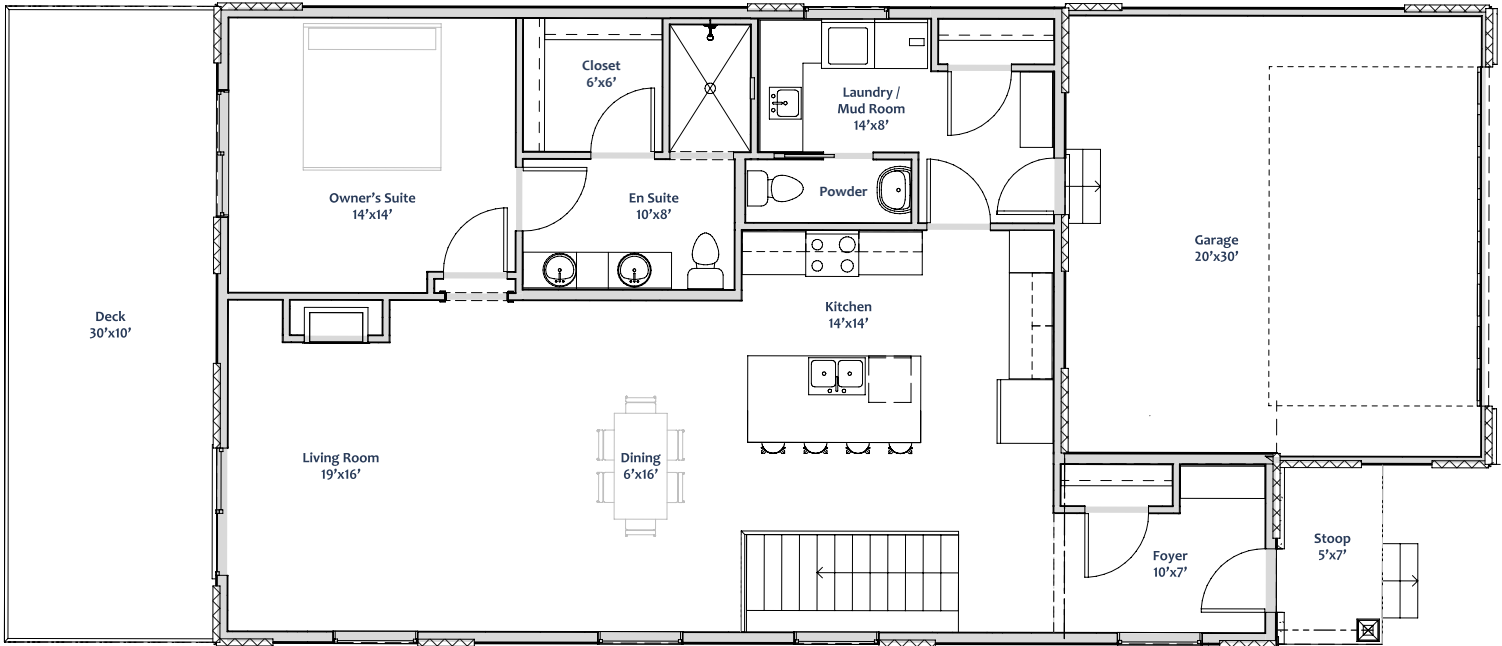 Closet
6'x6'
Laundry /
Mud Room
14'x8'
Owner's Suite
14'x14'
En Suite
10'x8'
Powder
Garage
20'x30'
Deck
30'x10'
Kitchen
14'x14'
Living Room
19'x16'
Dining
6'x16'
Foyer
10'x7'
Stoop
5'x7'